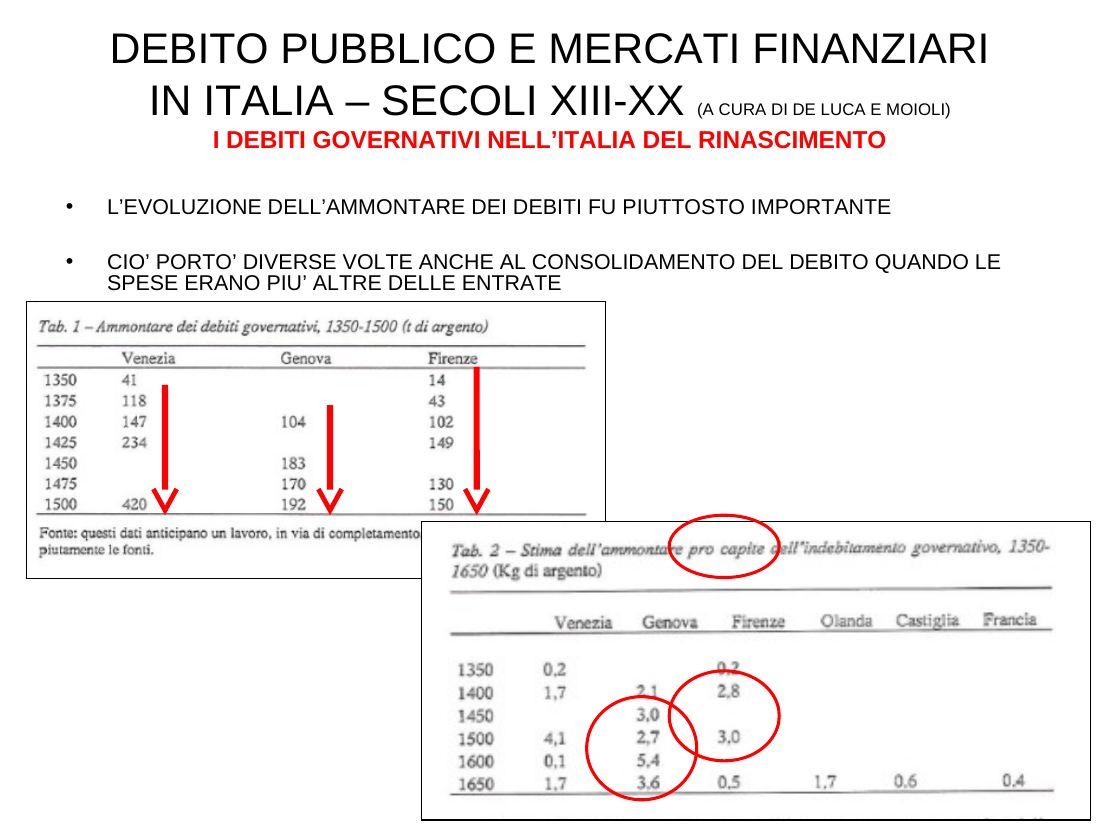 DEBITO PUBBLICO E MERCATI FINANZIARI
IN ITALIA – SECOLI XIII-XX (A CURA DI DE LUCA E MOIOLI)
I DEBITI GOVERNATIVI NELL’ITALIA DEL RINASCIMENTO
• L’EVOLUZIONE DELL’AMMONTARE DEI DEBITI FU PIUTTOSTO IMPORTANTE
• CIO’ PORTO’ DIVERSE VOLTE ANCHE AL CONSOLIDAMENTO DEL DEBITO QUANDO LE
SPESE ERANO PIU’ ALTRE DELLE ENTRATE
Tab. 1 – Ammontare dei debiti governativi, 1350-1500 (t di argento)
Venezia Genova Firenze
1350 41 14
1375 118 43
1400 147 104 102
1425 234 149
1450 183
1475 170 130
1500 420 192 150
Fonte: questi dati anticipano un lavoro, in via di completamento
piutamente le fonti.
Tab. 2 – Stima dell'ammontare pro capite dell'indebitamento governativo, 1350-
1650 (Kg di argento)
Venezia Genova Firenze Olanda Castiglia Francia
1350 0,2 0,2
1400 1,7 2,1 2,8
1450 3,0
1500 4,1 2,7 3,0
1600 0,1 5,4
1650 1,7 3,6 0,5 1,7 0,6 0,4